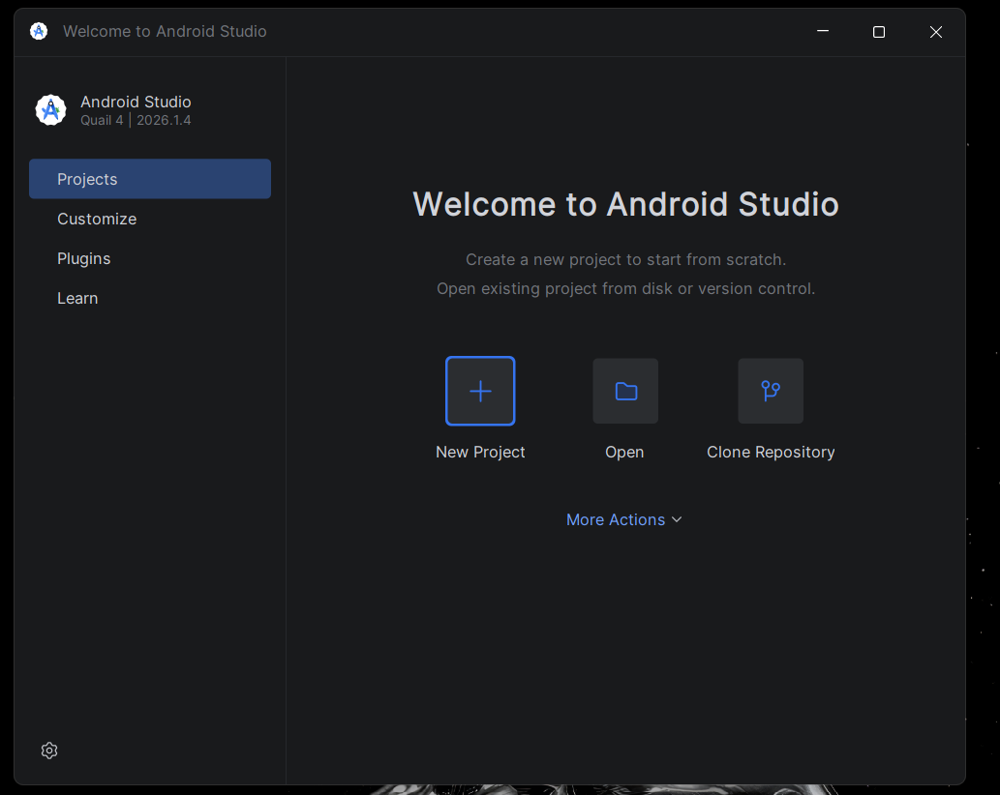 Welcome to Android Studio
Android Studio
Quail 4 | 2026.1.4
Projects
Customize
Plugins
Learn
Welcome to Android Studio
Create a new project to start from scratch.
Open existing project from disk or version control.
New Project
Open
Clone Repository
More Actions